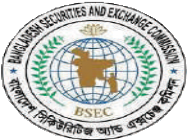 BANGLADESH SECURITIES AND EXCHANGE COMMISSION
BSEC
বাংলাদেশ সিকিউরিটিজ অ্যান্ড এক্সচেঞ্জ কমিশন